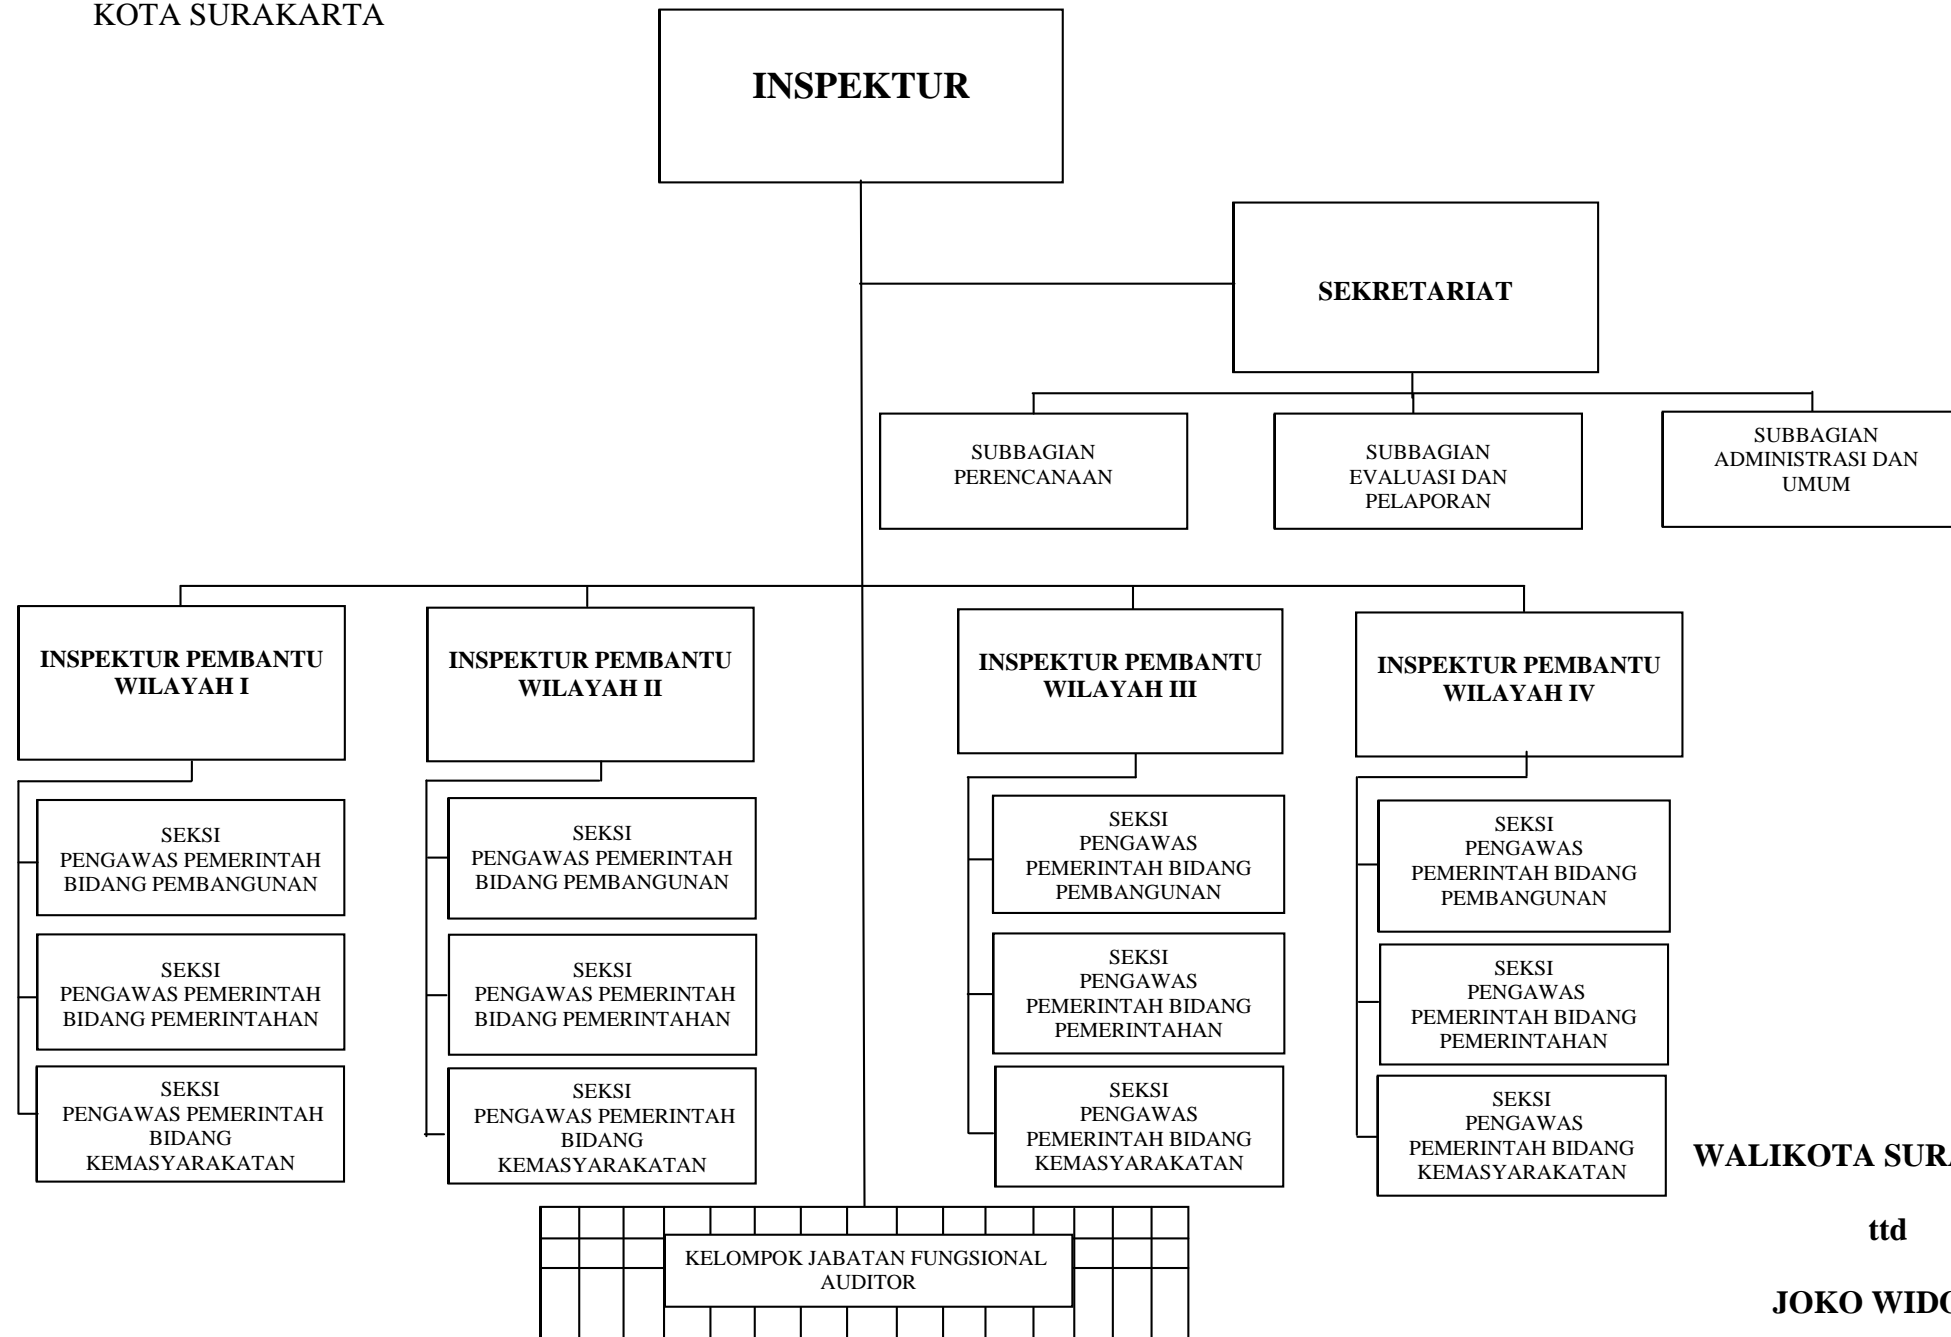 KOTA SURAKARTA
INSPEKTUR
SEKRETARIAT
SUBBAGIAN
PERENCANAAN
SUBBAGIAN
EVALUASI DAN
PELAPORAN
SUBBAGIAN
ADMINISTRASI DAN
UMUM
INSPEKTUR PEMBANTU
WILAYAH I
INSPEKTUR PEMBANTU
WILAYAH II
INSPEKTUR PEMBANTU
WILAYAH III
INSPEKTUR PEMBANTU
WILAYAH IV
SEKSI
PENGAWAS PEMERINTAH
BIDANG PEMBANGUNAN
SEKSI
PENGAWAS PEMERINTAH
BIDANG PEMBANGUNAN
SEKSI
PENGAWAS
PEMERINTAH BIDANG
PEMBANGUNAN
SEKSI
PENGAWAS
PEMERINTAH BIDANG
PEMBANGUNAN
SEKSI
PENGAWAS PEMERINTAH
BIDANG PEMERINTAHAN
SEKSI
PENGAWAS PEMERINTAH
BIDANG PEMERINTAHAN
SEKSI
PENGAWAS
PEMERINTAH BIDANG
PEMERINTAHAN
SEKSI
PENGAWAS
PEMERINTAH BIDANG
PEMERINTAHAN
SEKSI
PENGAWAS PEMERINTAH
BIDANG
KEMASYARAKATAN
SEKSI
PENGAWAS PEMERINTAH
BIDANG
KEMASYARAKATAN
SEKSI
PENGAWAS
PEMERINTAH BIDANG
KEMASYARAKATAN
SEKSI
PENGAWAS
PEMERINTAH BIDANG
KEMASYARAKATAN
KELOMPOK JABATAN FUNGSIONAL
AUDITOR
WALIKOTA
ttd
JOKO